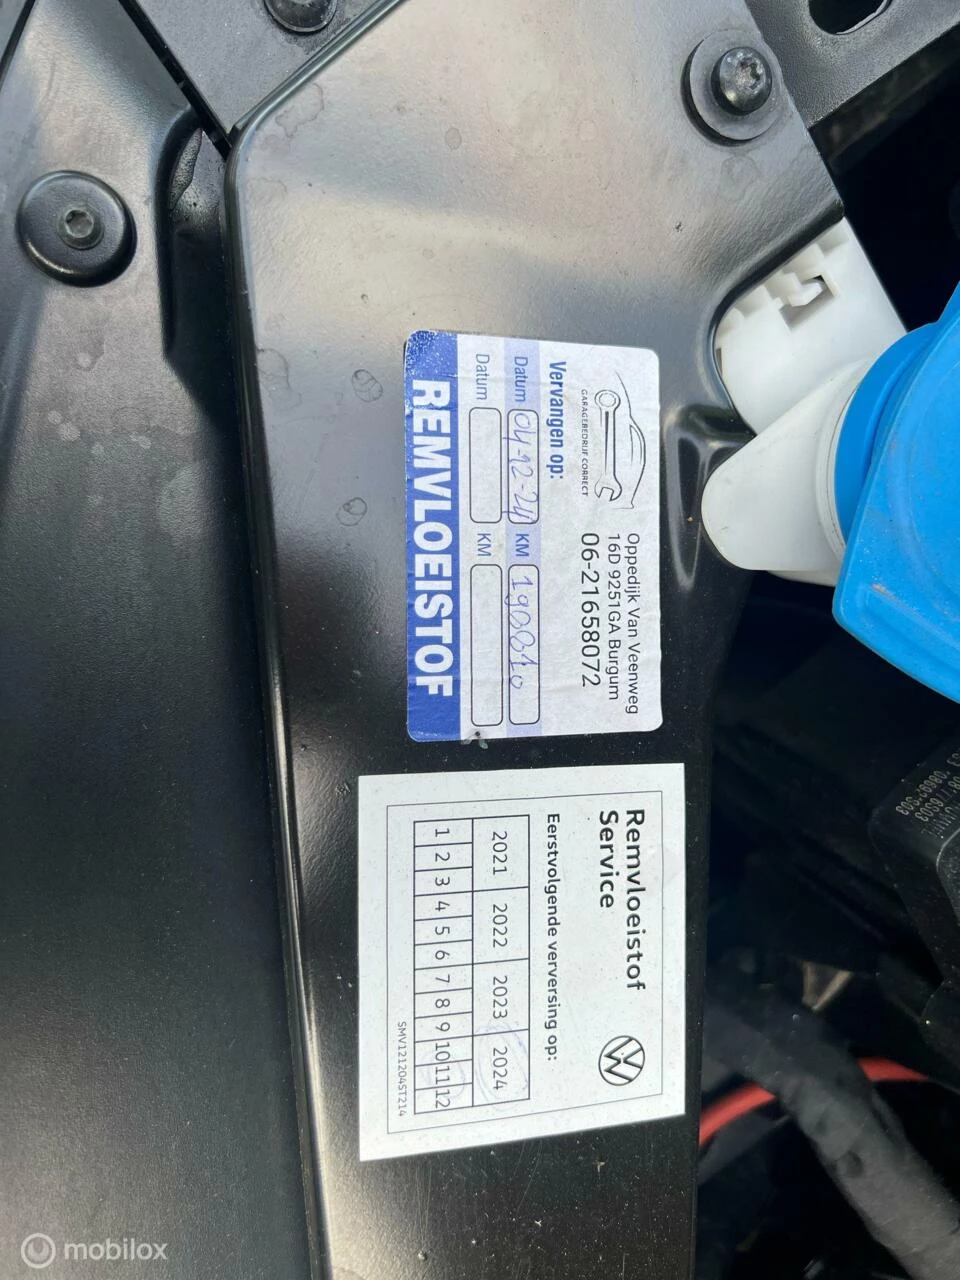 GARAGEBEDRIJF CORRECT
Oppedijk Van Veenweg
16D 9251GA Burgum
06-21658072
Vervangen op:
Datum 04-12-24 KM 190810
Datum KM
REMVLOEISTOF
Remvloeistof
Service
Eerstvolgende verversing op:
2021 2022 2023 2024
1 2 3 4 5 6 7 8 9 10 11 12
SMV121204ST214
mobilox